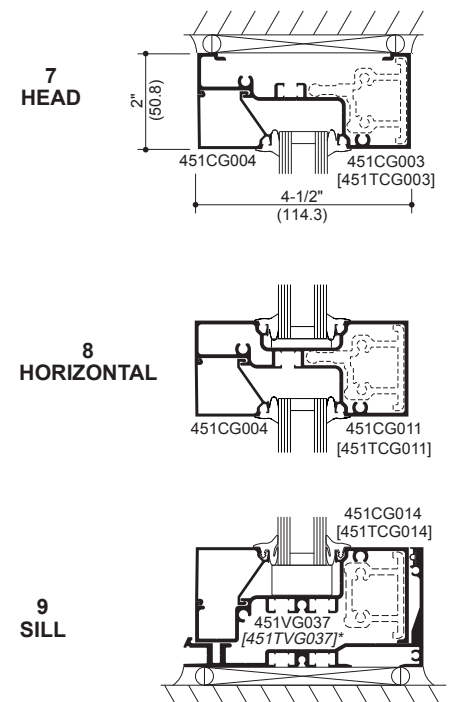 7
HEAD
2"
(50.8)
451CG004
451CG003
[451TCG003]
4-1/2"
(114.3)
8
HORIZONTAL
451CG004
451CG011
[451TCG011]
451CG014
[451TCG014]
9
SILL
451VG037
[451TVG037]*